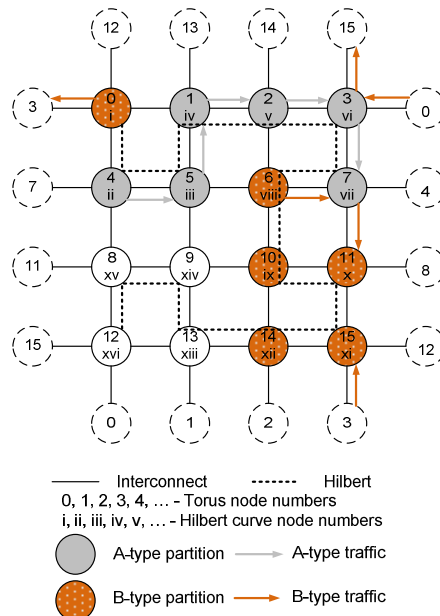 12 13 14 15
3 0 1 2 3 0
i iv v vi
7 4 5 6 7 4
ii iii viii vii
11 8 9 10 11 8
xv xiv ix x
15 12 13 14 15 12
xvi xiii xii xi
0 1 2 3
Interconnect Hilbert
0, 1, 2, 3, 4, ... - Torus node numbers
i, ii, iii, iv, v, ... - Hilbert curve node numbers
A-type partition A-type traffic
B-type partition B-type traffic